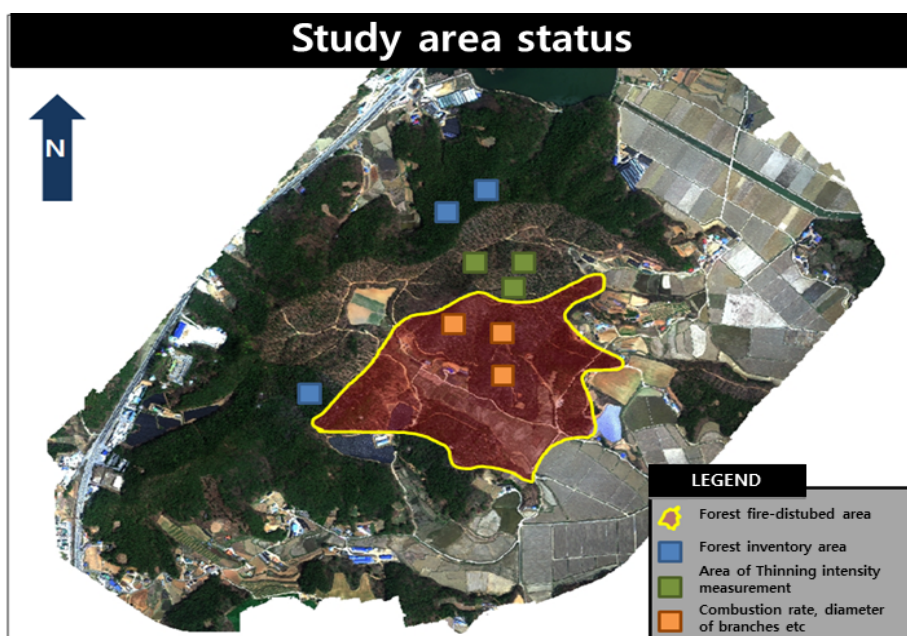 Study area status
N
LEGEND
Forest fire-distubed area
Forest inventory area
Area of Thinning intensity
measurement
Combustion rate, diameter
of branches etc